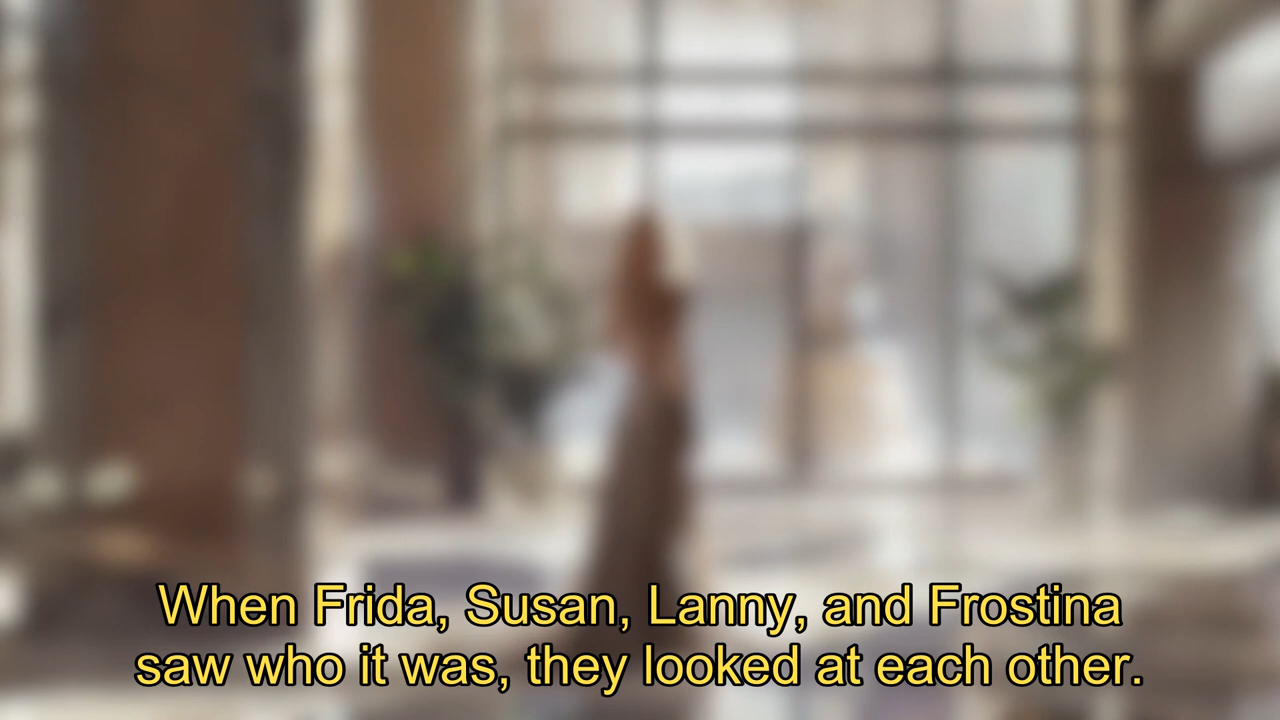 When Frida, Susan, Lanny, and Frostina
saw who it was, they looked at each other.